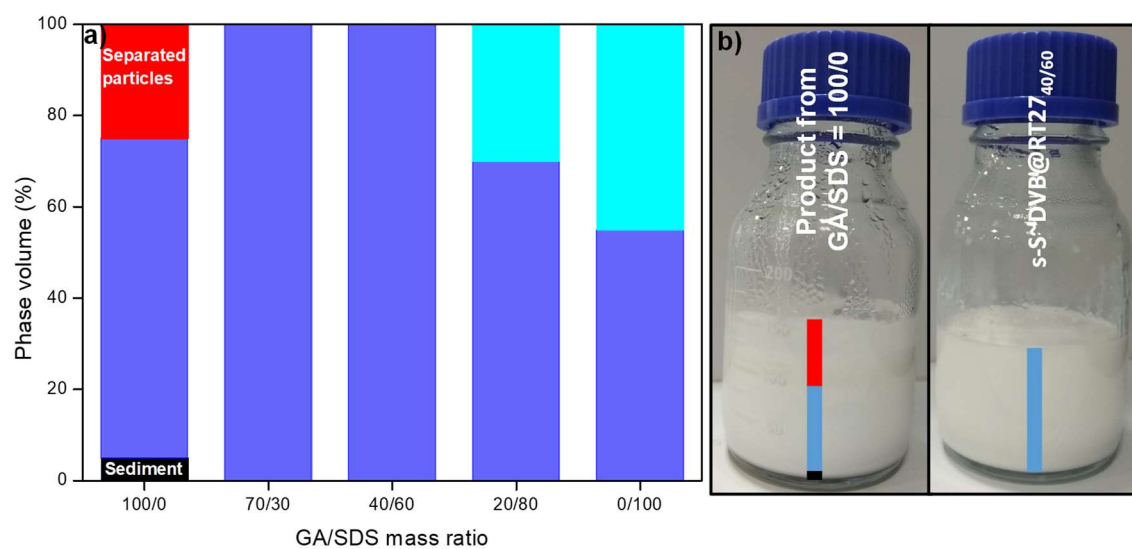 a)
Phase volume (%)
100
80
60
40
20
0
Separated
particles
Sediment
100/0
70/30
40/60
20/80
0/100
GA/SDS mass ratio
b)
Product from
GA/SDS = 100/0
200
s-S~DVB@RT2740/60